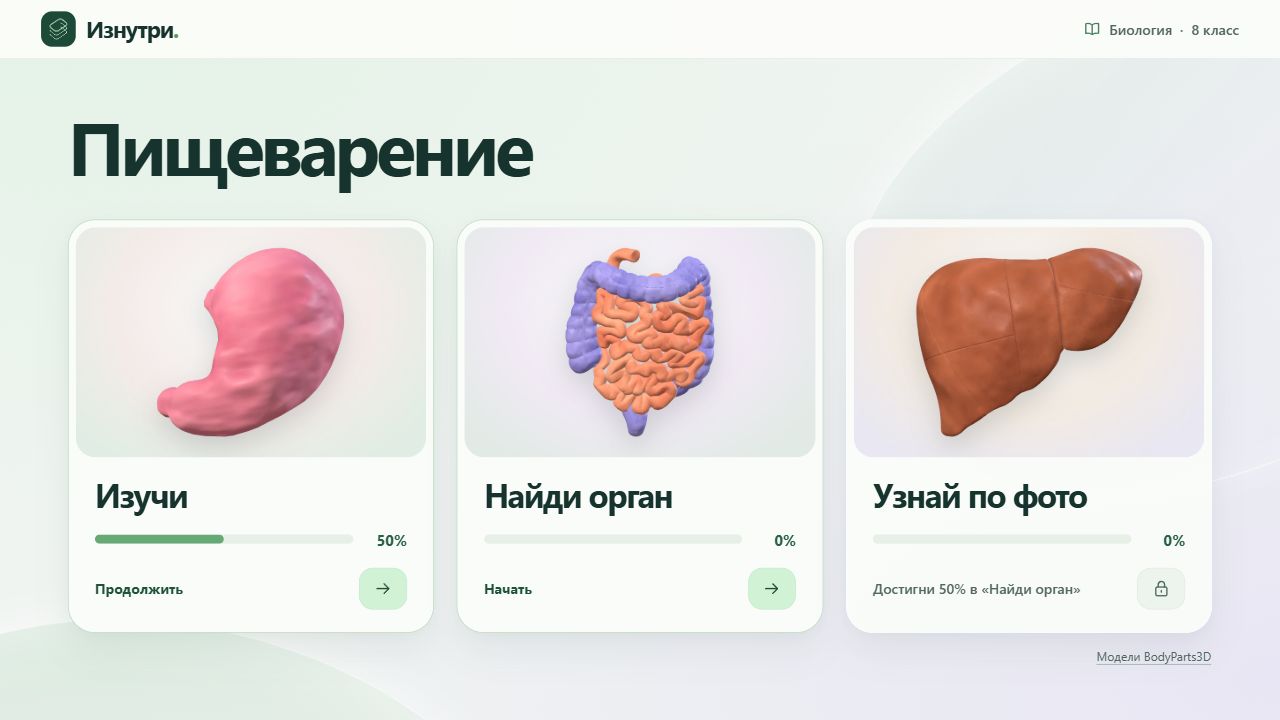 Изнутри.
Биология · 8 класс
Пищеварение
Изучи
50%
Продолжить
Найди орган
0%
Начать
Узнай по фото
0%
Достигни 50% в «Найди орган»
Модели BodyParts3D